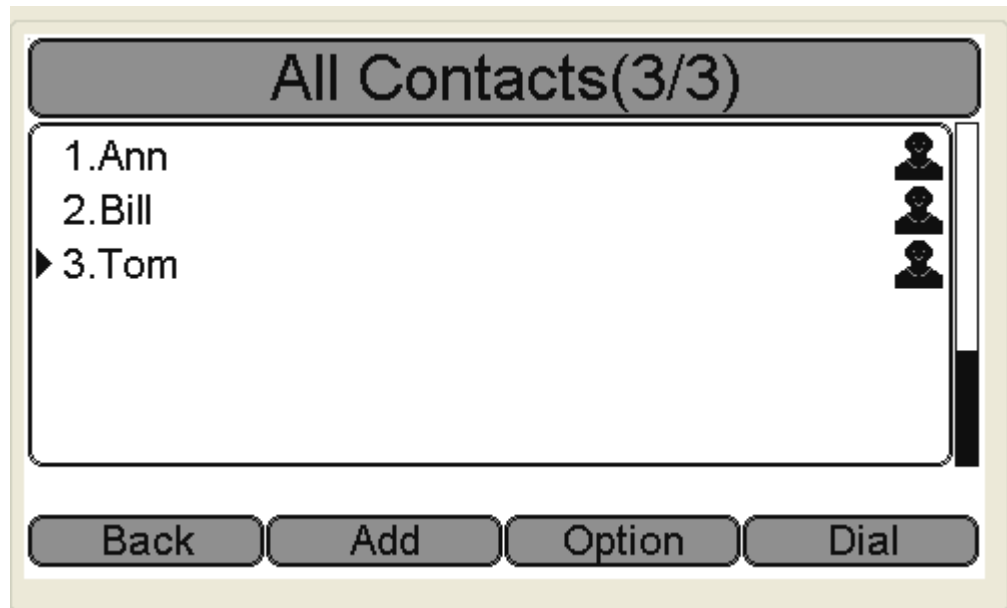 All Contacts(3/3)
1.Ann
2.Bill
3.Tom
Back Add Option Dial